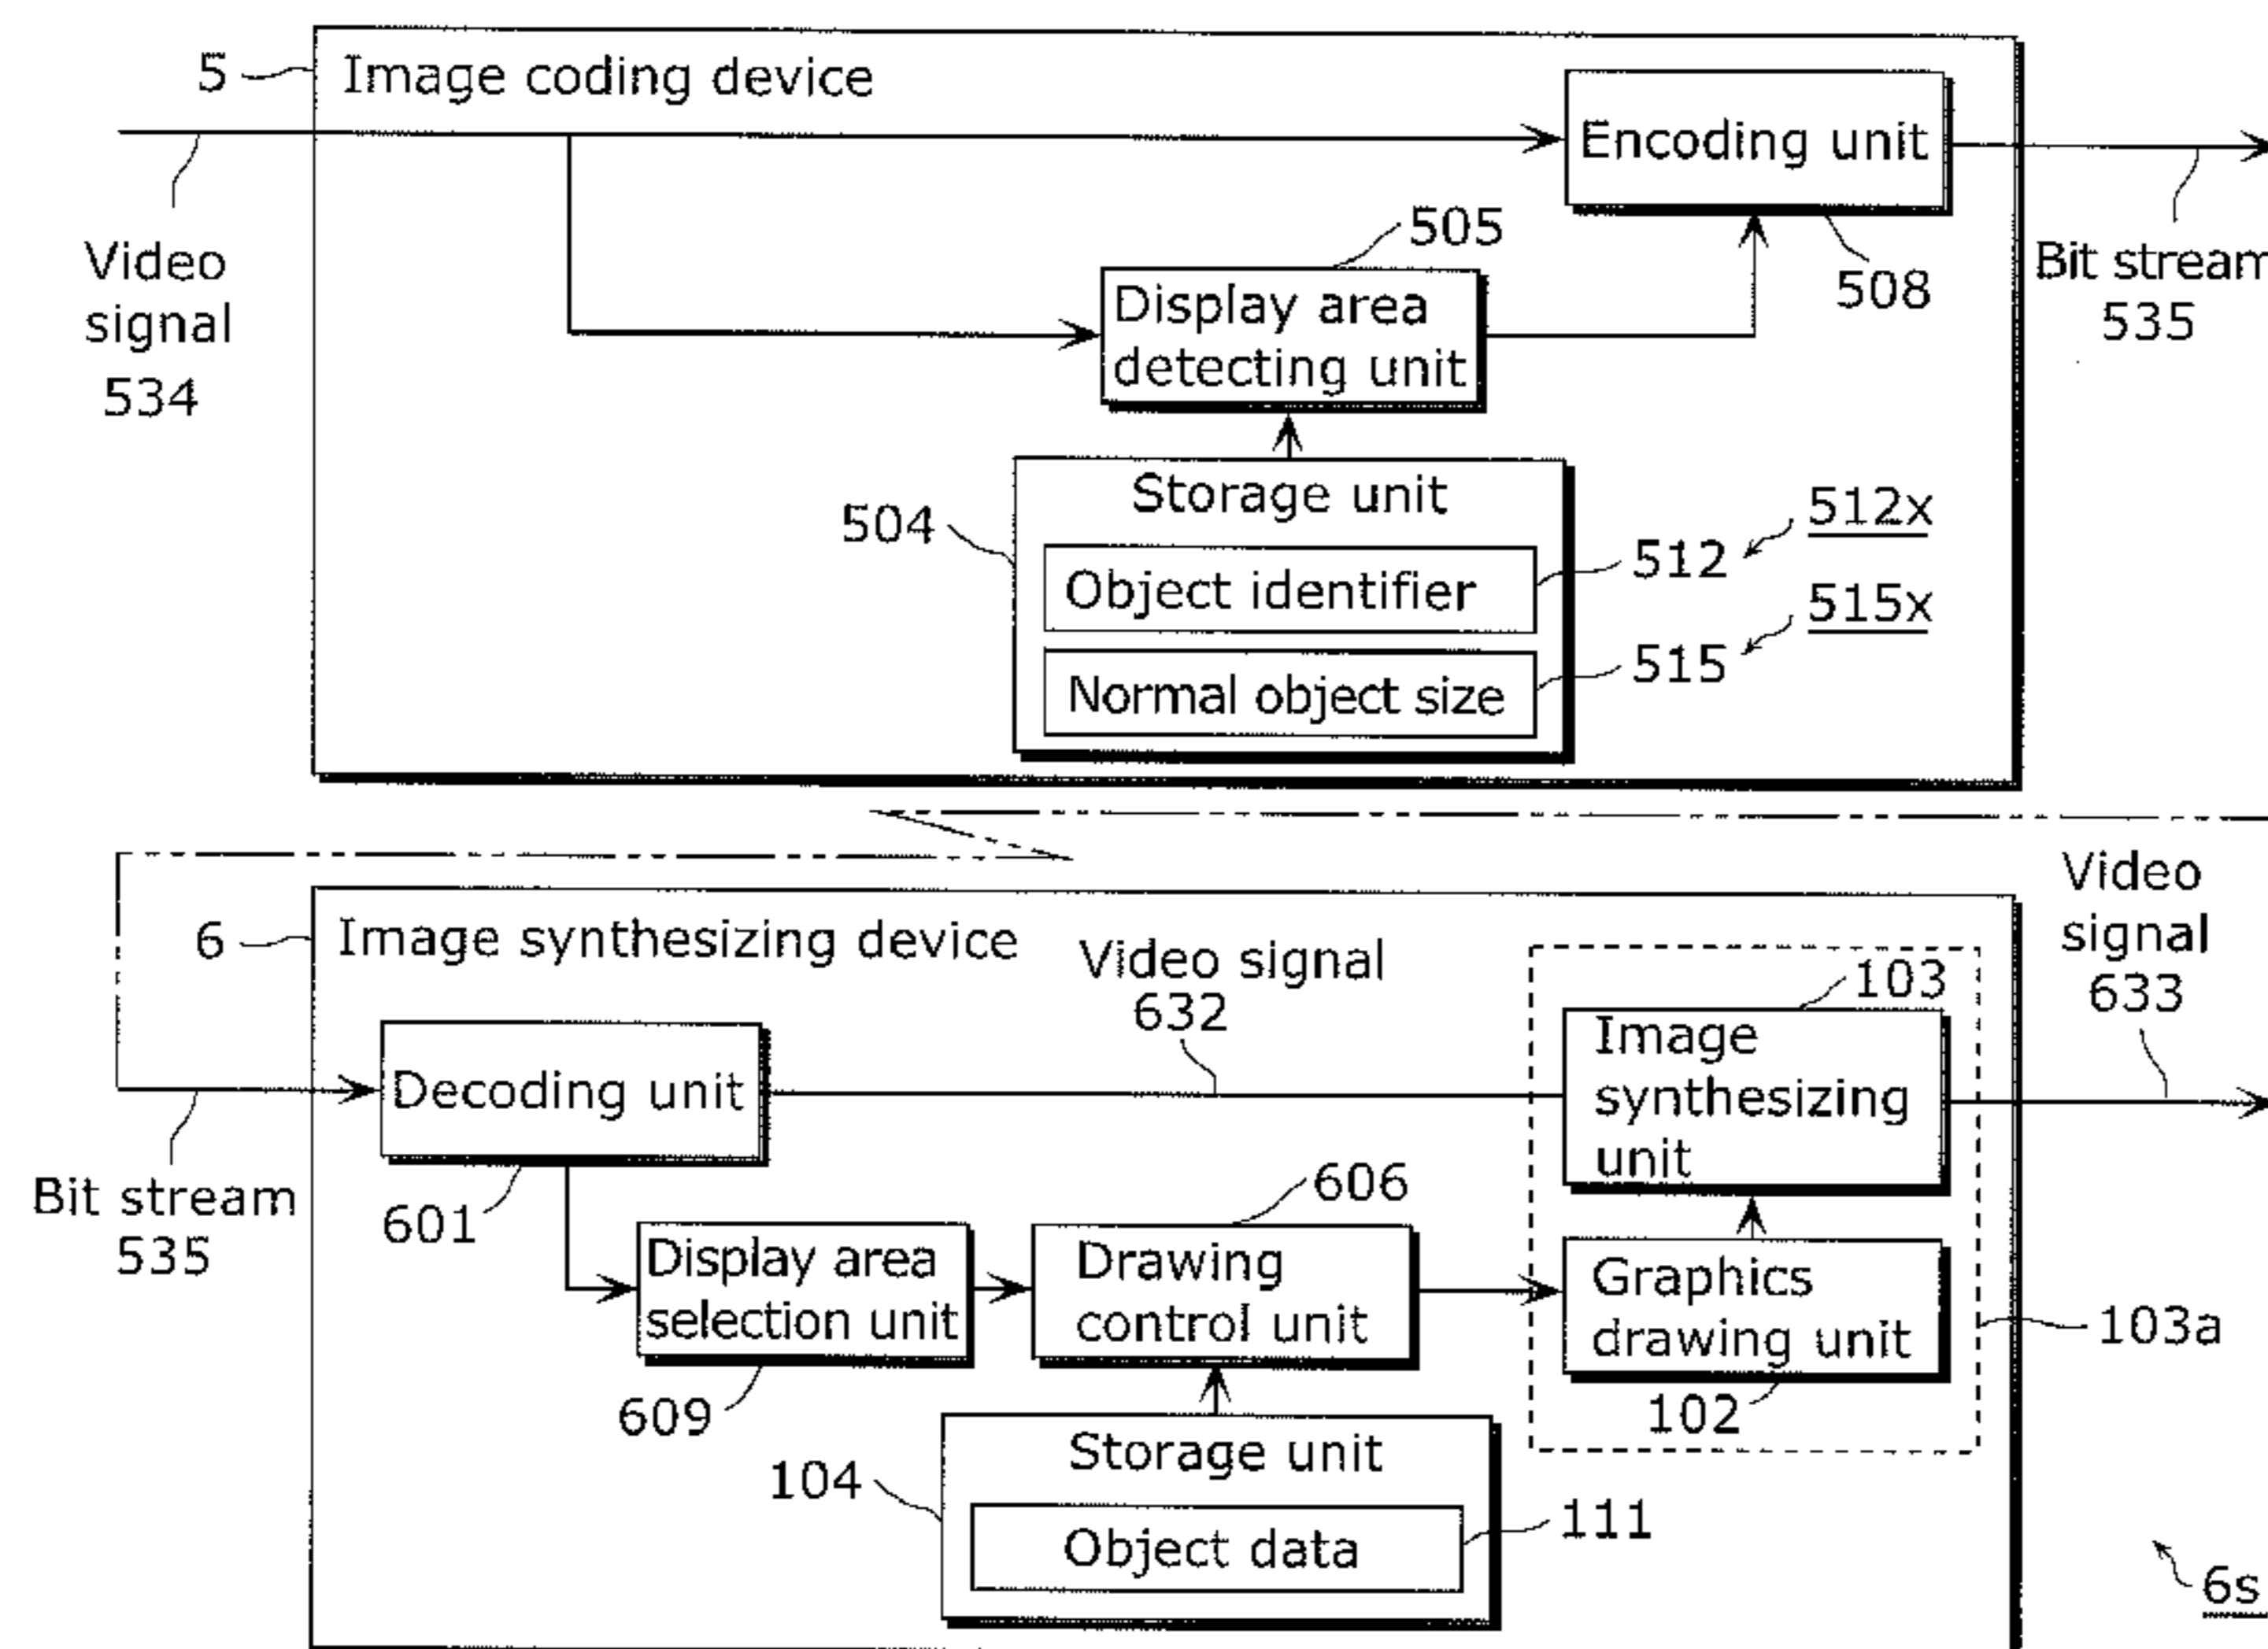 5
Image coding device
Encoding unit
505
508
Video
signal
534
Display area
detecting unit
Bit stream
535
Storage unit
504
512x
512
Object identifier
515x
515
Normal object size
Video
signal
633
6
Image synthesizing device
Video signal
632
103
Image
synthesizing
unit
Decoding unit
Bit stream
535
601
606
Display area
selection unit
Drawing
control unit
Graphics
drawing unit
103a
609
102
Storage unit
104
111
Object data
6s